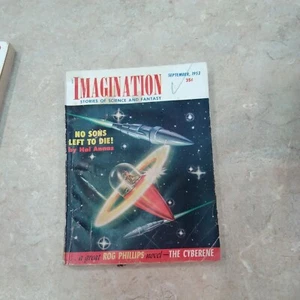 IMAGINATION
SEPTEMBER, 1953
35¢
STORIES OF SCIENCE AND FANTASY
NO SONS
LEFT TO DIE!
by Hal Annas
a great ROG PHILLIPS novel—THE CYBERENE